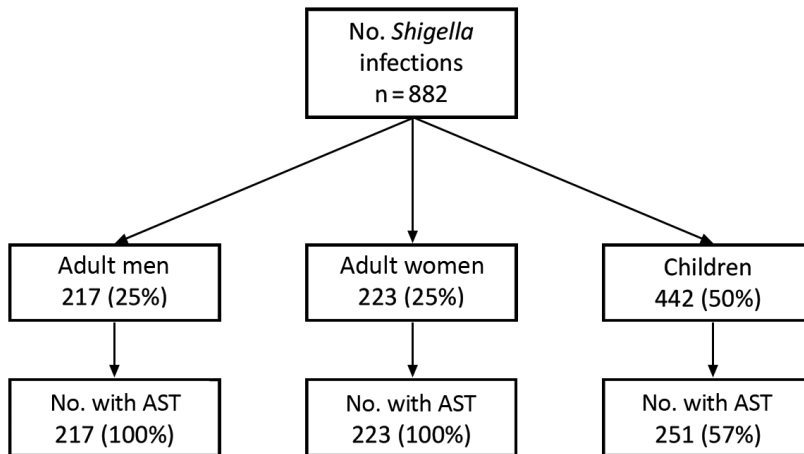 No. Shigella
infections
n = 882
Adult men
217 (25%)
Adult women
223 (25%)
Children
442 (50%)
No. with AST
217 (100%)
No. with AST
223 (100%)
No. with AST
251 (57%)